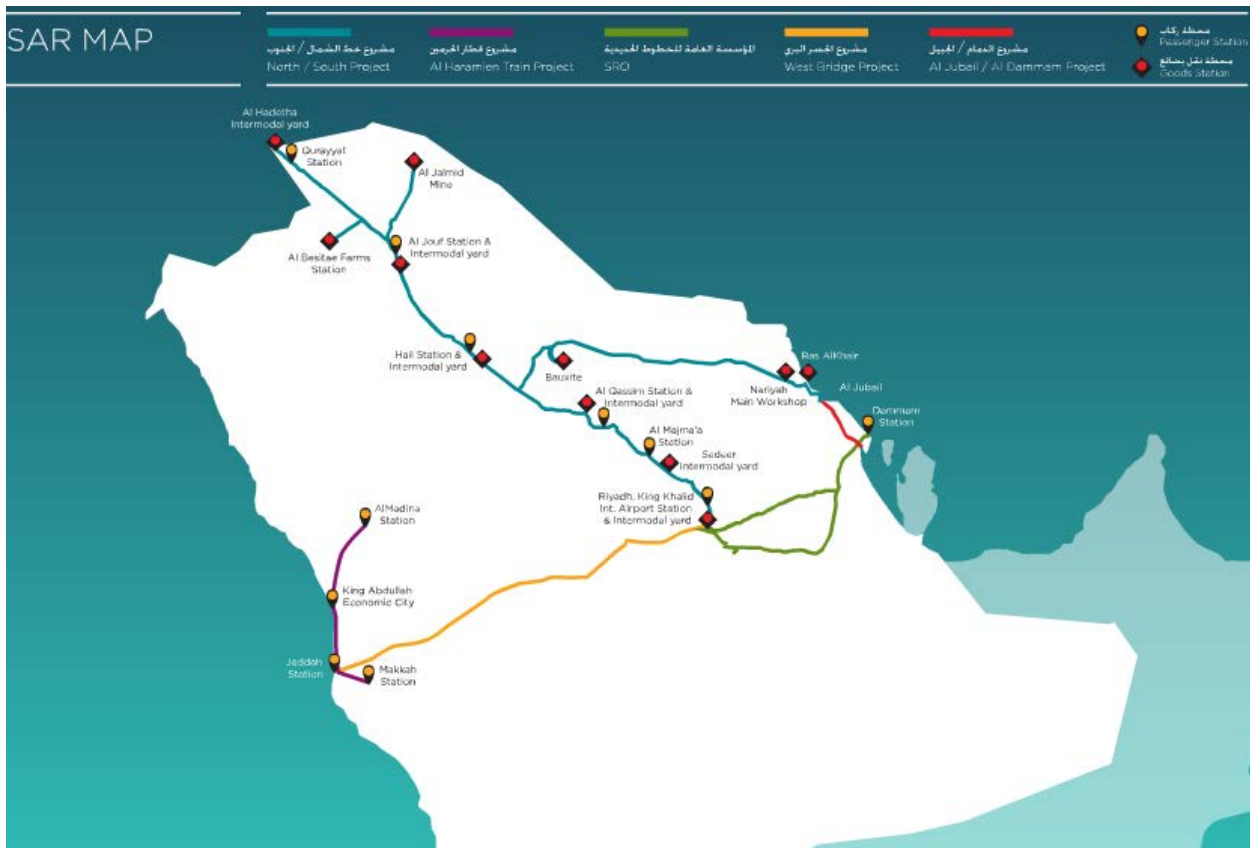 SAR MAP
مشروع خط الشمال / الجنوب
North / South Project
مشروع قطار الحرمين
Al Haramien Train Project
المؤسسة العامة للخطوط الحديدية
SRO
مشروع الجسر البري
West Bridge Project
مشروع الدمام / الجبيل
Al Jubail / Al Dammam Project
محطة ركاب
Passenger Station
محطة نقل بضائع
Goods Station
Al Hadetha
Intermodal yard
Qurayyat
Station
Al Jalmid
Mine
Al Besitae Farms
Station
Al Jouf Station &
Intermodal yard
Hail Station &
Intermodal yard
Bauxite
Ras AlKhair
Nariyah
Main Workshop
Al Jubail
Dammam
Station
Al Qassim Station &
Intermodal yard
Al Majma'a
Station
Sedeer
Intermodal yard
Riyadh, King Khalid
Int. Airport Station
& Intermodal yard
AlMadina
Station
King Abdullah
Economic City
Jeddah
Station
Makkah
Station